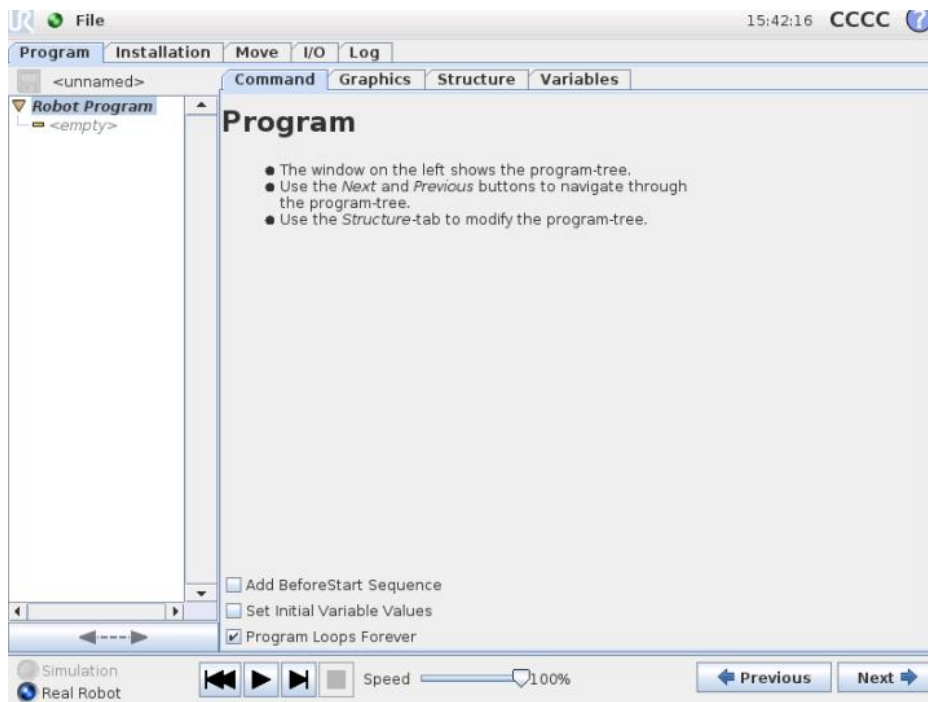 UR File 15:42:16 CCCC ?
Program Installation Move I/O Log
<unnamed> Command Graphics Structure Variables
Robot Program
<empty>
Program
The window on the left shows the program-tree.
Use the Next and Previous buttons to navigate through
the program-tree.
Use the Structure-tab to modify the program-tree.
Add BeforeStart Sequence
Set Initial Variable Values
Program Loops Forever
Simulation
Real Robot
Speed 100% Previous Next